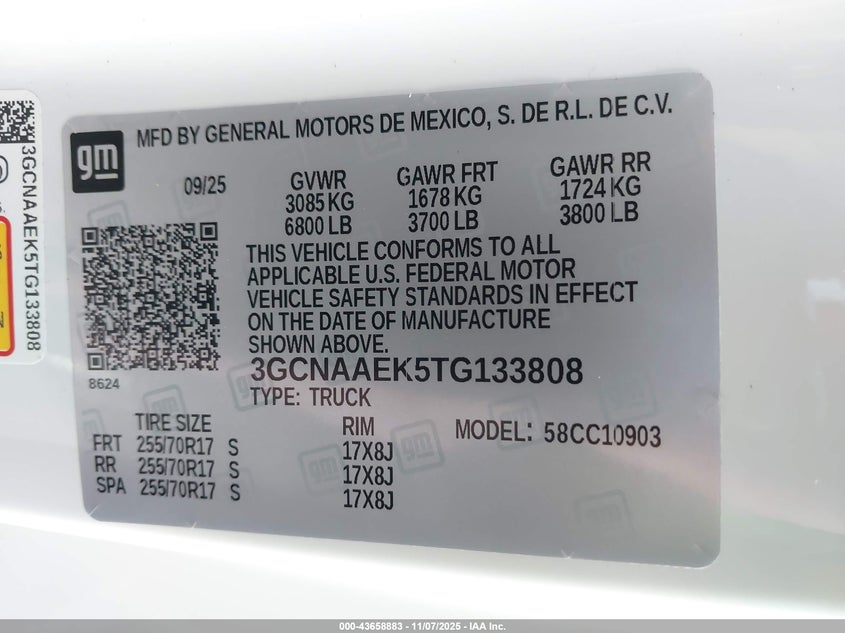 gm
MFD BY GENERAL MOTORS DE MEXICO, S. DE R.L. DE C.V.
09/25
GVWR GAWR FRT GAWR RR
3085 KG 1678 KG 1724 KG
6800 LB 3700 LB 3800 LB
THIS VEHICLE CONFORMS TO ALL
APPLICABLE U.S. FEDERAL MOTOR
VEHICLE SAFETY STANDARDS IN EFFECT
ON THE DATE OF MANUFACTURE
SHOWN ABOVE.
8624
3GCNAAEK5TG133808
TYPE: TRUCK
TIRE SIZE RIM MODEL: 58CC10903
FRT 255/70R17 S 17X8J
RR 255/70R17 S 17X8J
SPA 255/70R17 S 17X8J
3GCNAAEK5TG133808
000-43658883 - 11/07/2025 - IAA Inc.